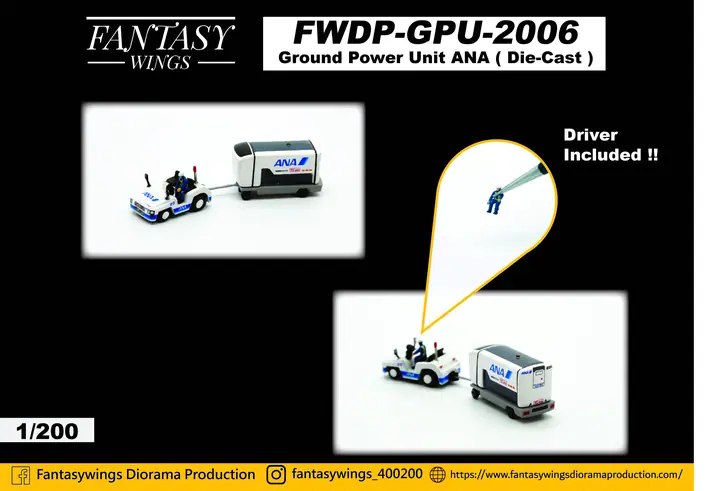 FANTASY
WINGS
FWDP-GPU-2006
Ground Power Unit ANA ( Die-Cast )
Driver
Included !!
ANA
ANA
1/200
Fantasywings Diorama Production
fantasywings_400200
https://www.fantasywingsdioramaproduction.com/